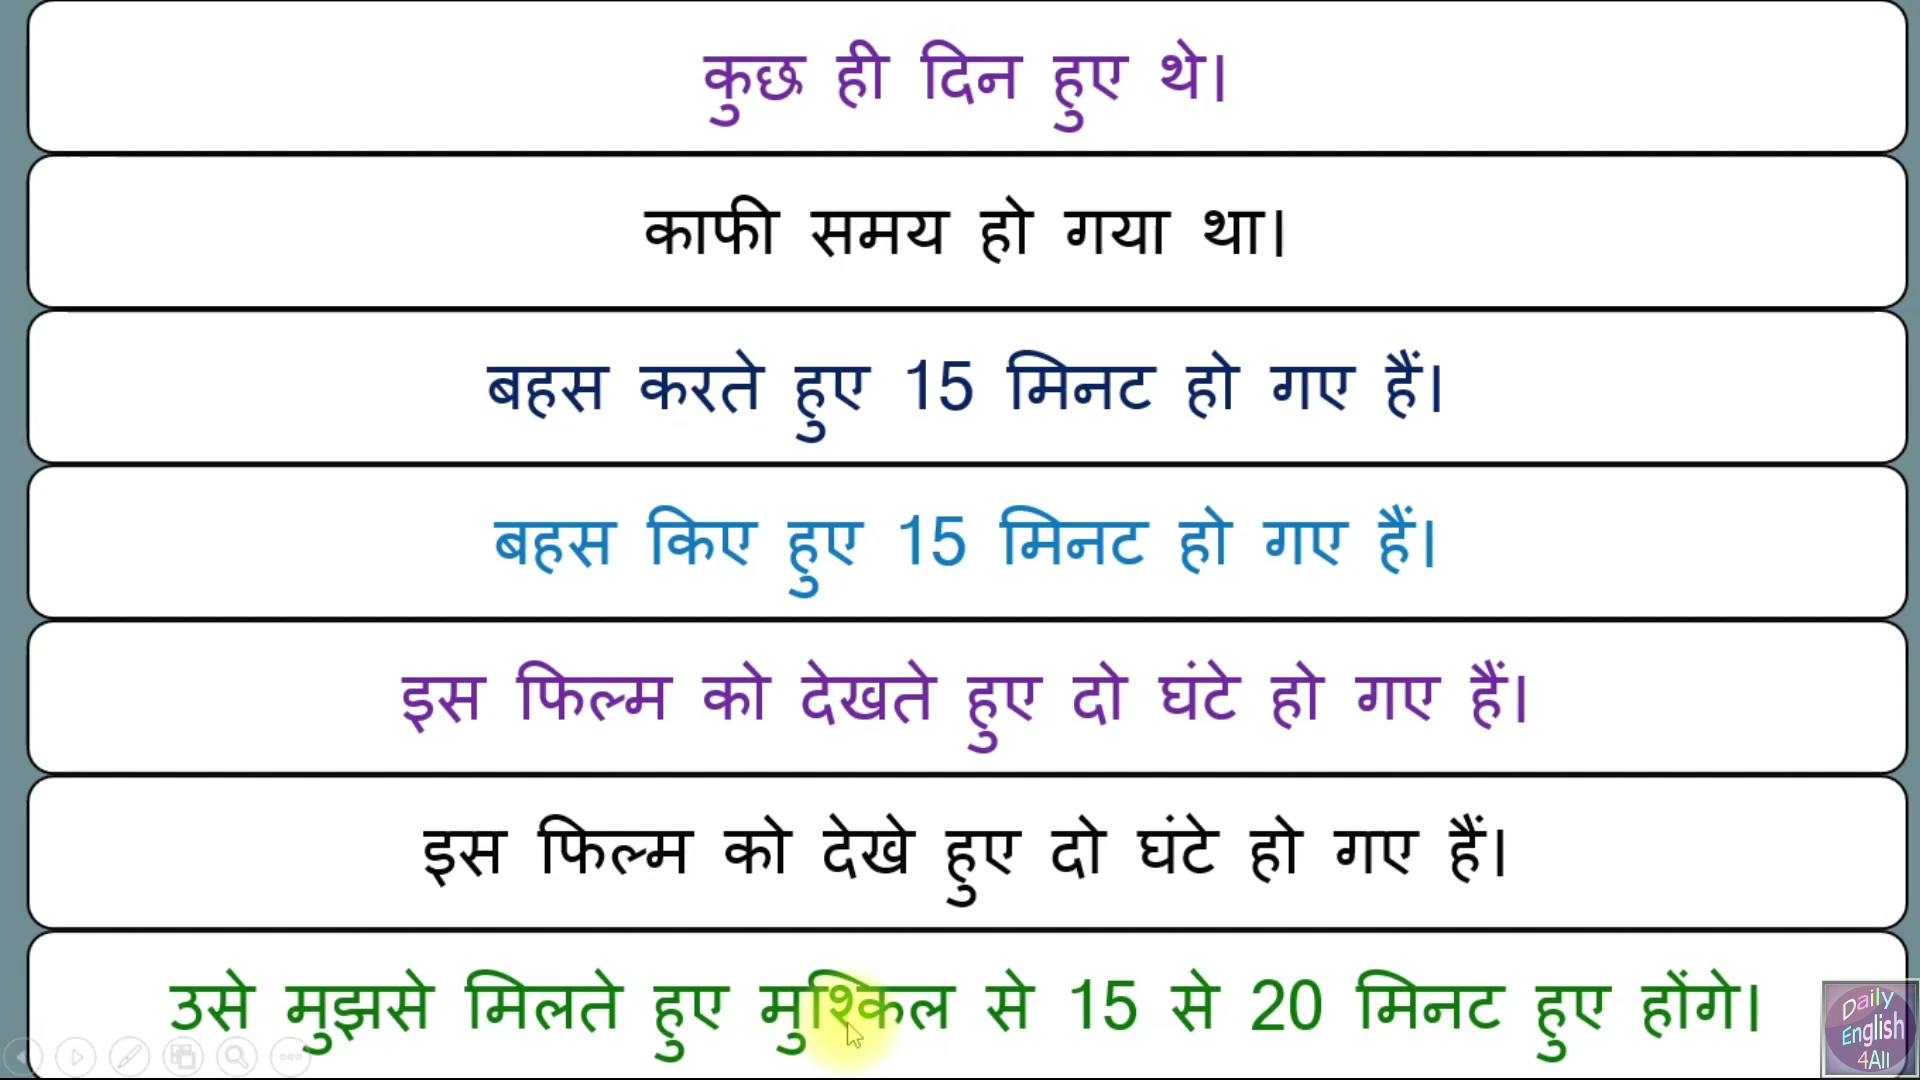 कुछ ही दिन हुए थे।
काफी समय हो गया था।
बहस करते हुए 15 मिनट हो गए हैं।
बहस किए हुए 15 मिनट हो गए हैं।
इस फिल्म को देखते हुए दो घंटे हो गए हैं।
इस फिल्म को देखे हुए दो घंटे हो गए हैं।
उसे मुझसे मिलते हुए मुश्किल से 15 से 20 मिनट हुए होंगे।
Daily
English
4All